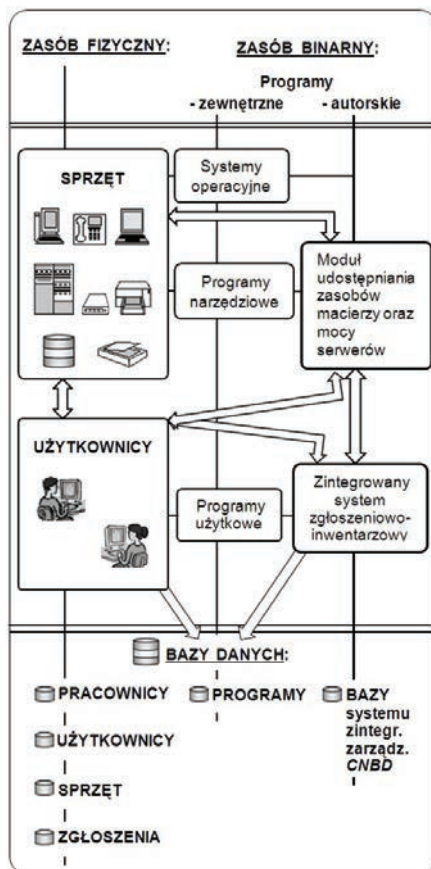 ZASÓB FIZYCZNY:
ZASÓB BINARNY:
Programy
- zewnętrzne
- autorskie
SPRZĘT
Systemy
operacyjne
Programy
narzędziowe
Moduł
udostępniania
zasobów
macierzy oraz
mocy
serwerów
UŻYTKOWNICY
Programy
użytkowe
Zintegrowany
system
zgłoszeniowo-
inwentarzowy
BAZY DANYCH:
PRACOWNICY
UŻYTKOWNICY
SPRZĘT
ZGŁOSZENIA
PROGRAMY
BAZY
systemu
zintegr.
zarządz.
CNBD